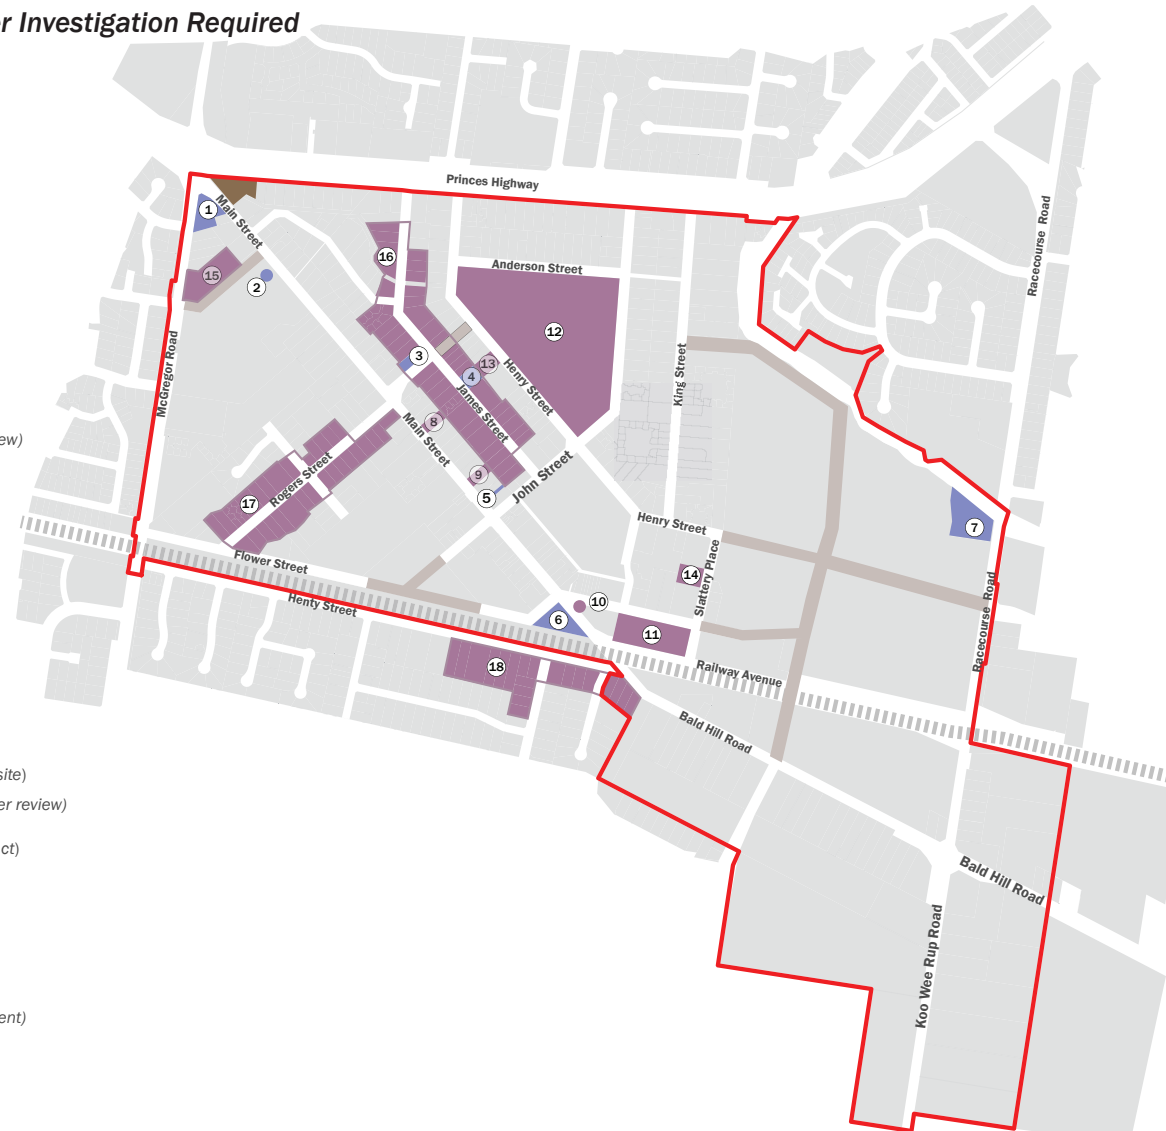 er Investigation Required
Princes Highway
1
Main Street
Racecourse Road
16
Anderson Street
15
2
12
McGregor Road
3
13
4
Henry Street
King Street
James Street
ew)
8
Main Street
9
John Street
5
Rogers Street
17
7
Henry Street
Flower Street
14
Slattery Place
Henty Street
10
6
11
Racecourse Road
18
Railway Avenue
Bald Hill Road
site)
er review)
ct)
Bald Hill Road
Koo Wee Rup Road
ent)